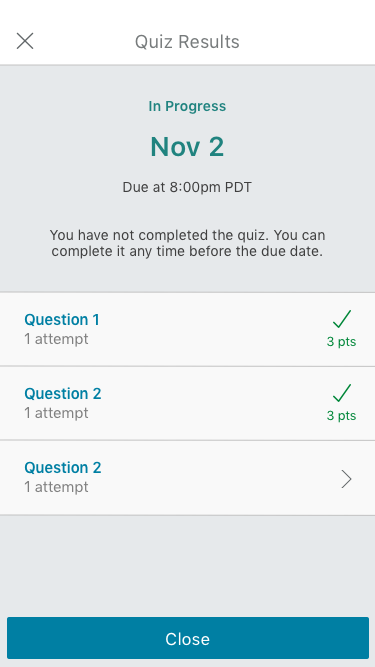 Quiz Results
In Progress
Nov 2
Due at 8:00pm PDT
You have not completed the quiz. You can
complete it any time before the due date.
Question 1
1 attempt
3 pts
Question 2
1 attempt
3 pts
Question 2
1 attempt
Close